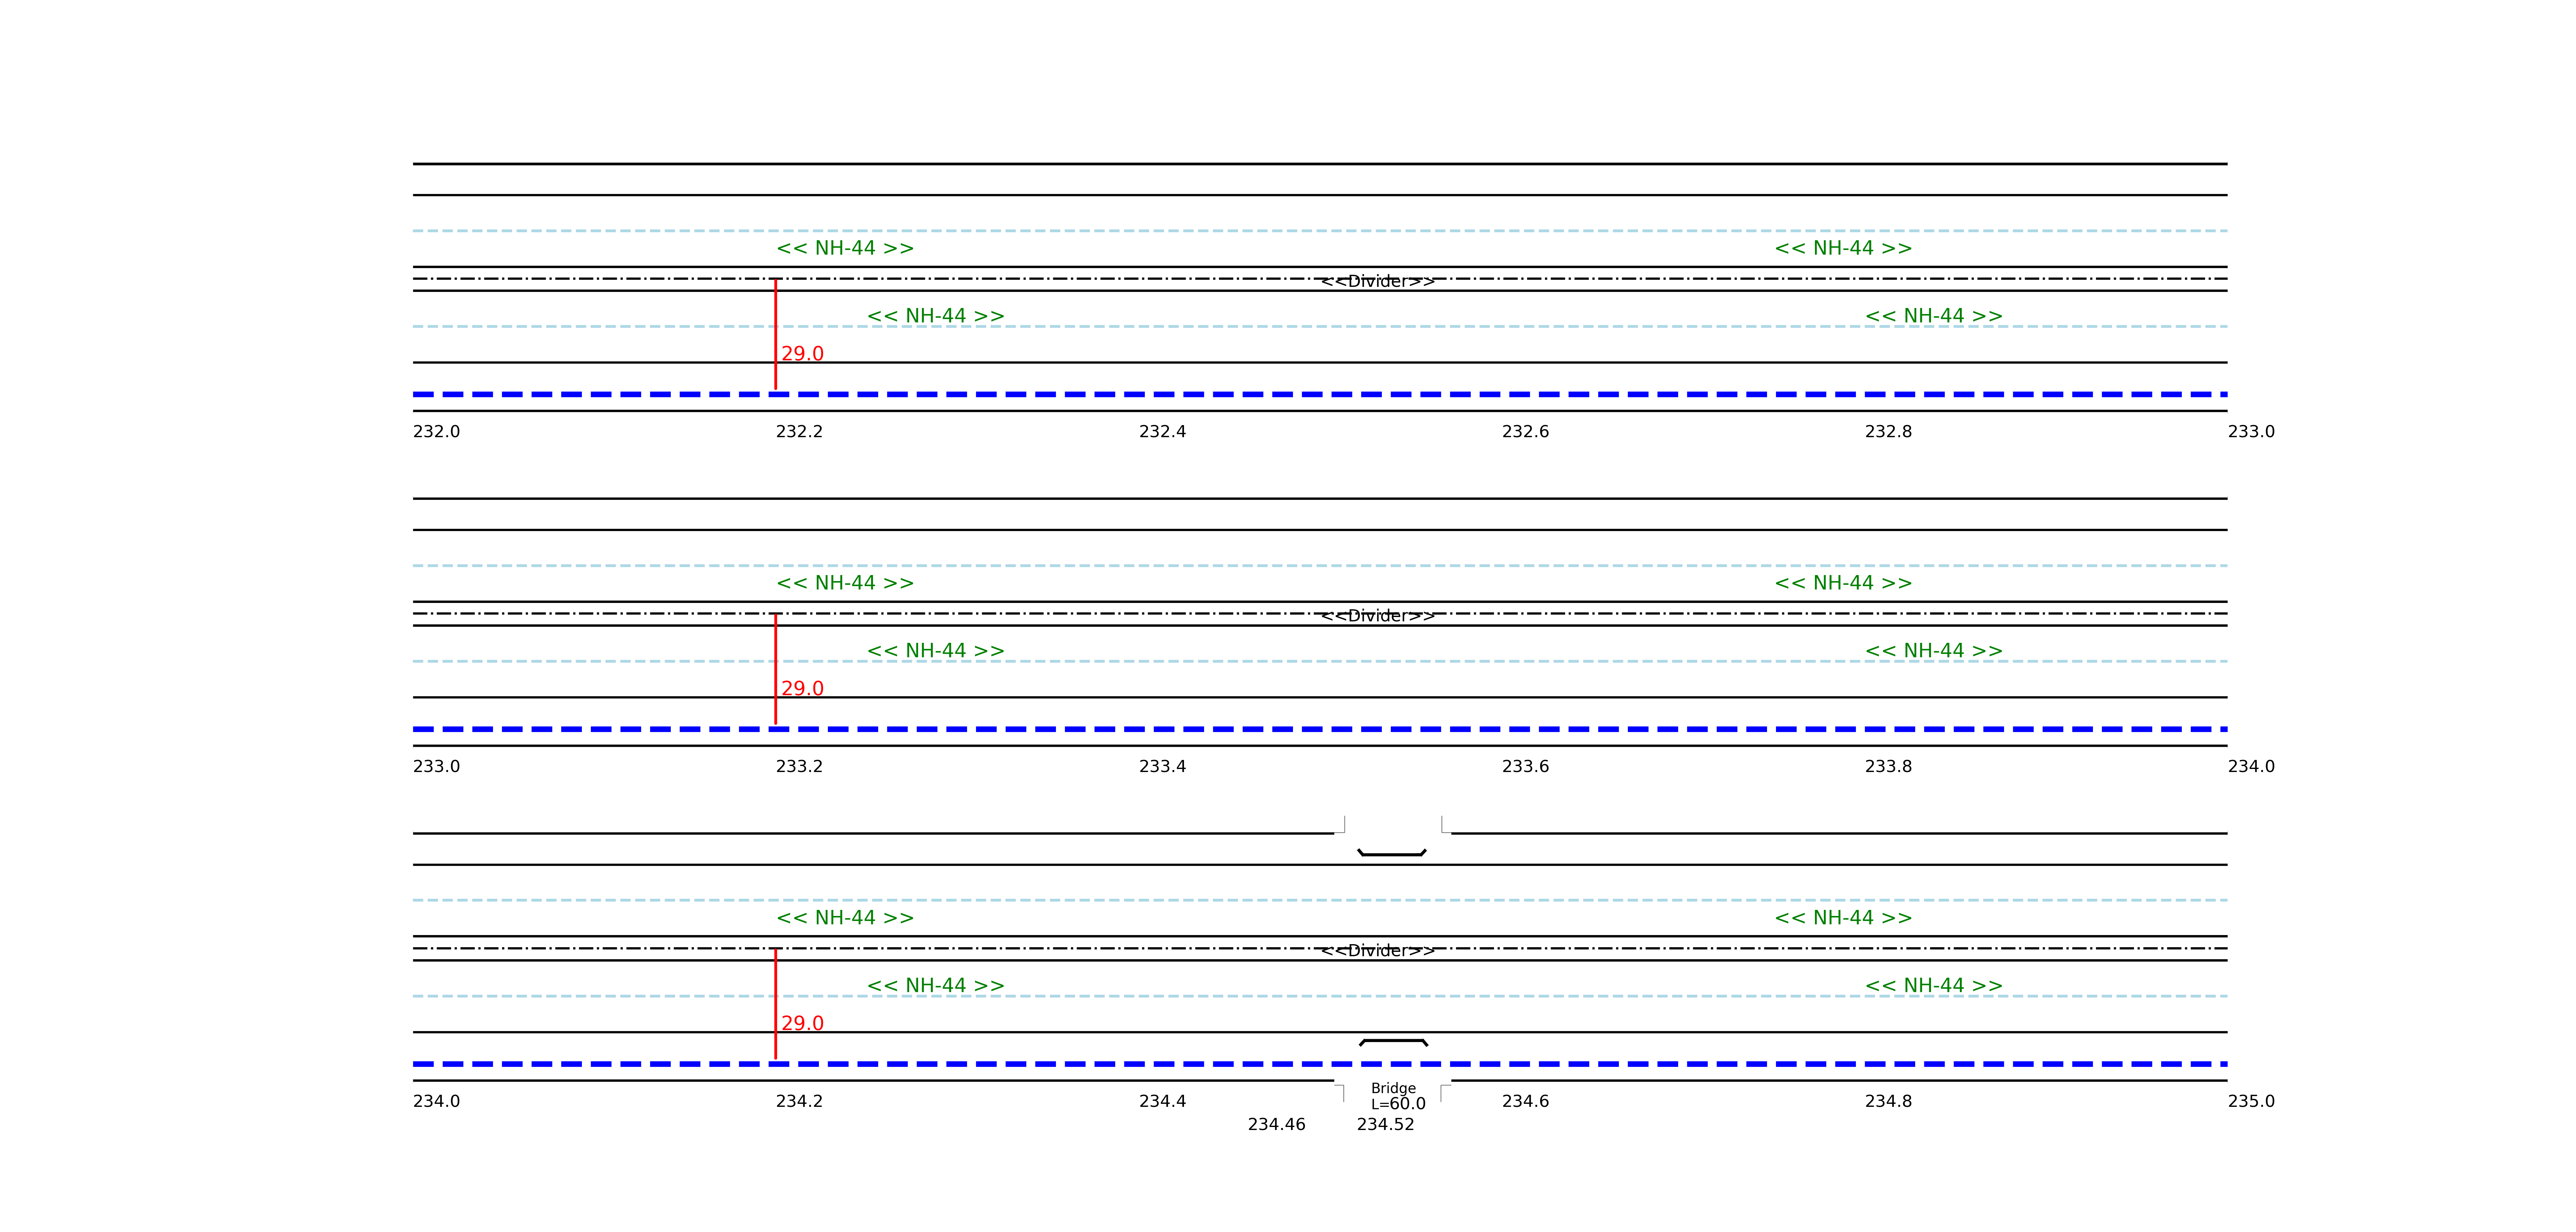 << NH-44 >> << NH-44 >>
<<Divider>>
<< NH-44 >> << NH-44 >>
29.0
232.0 232.2 232.4 232.6 232.8 233.0
<< NH-44 >> << NH-44 >>
<<Divider>>
<< NH-44 >> << NH-44 >>
29.0
233.0 233.2 233.4 233.6 233.8 234.0
<< NH-44 >> << NH-44 >>
<<Divider>>
<< NH-44 >> << NH-44 >>
29.0
Bridge
L=60.0
234.0 234.2 234.4 234.6 234.8 235.0
234.46 234.52